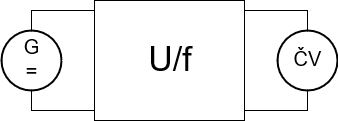 G
=
U/f
ČV